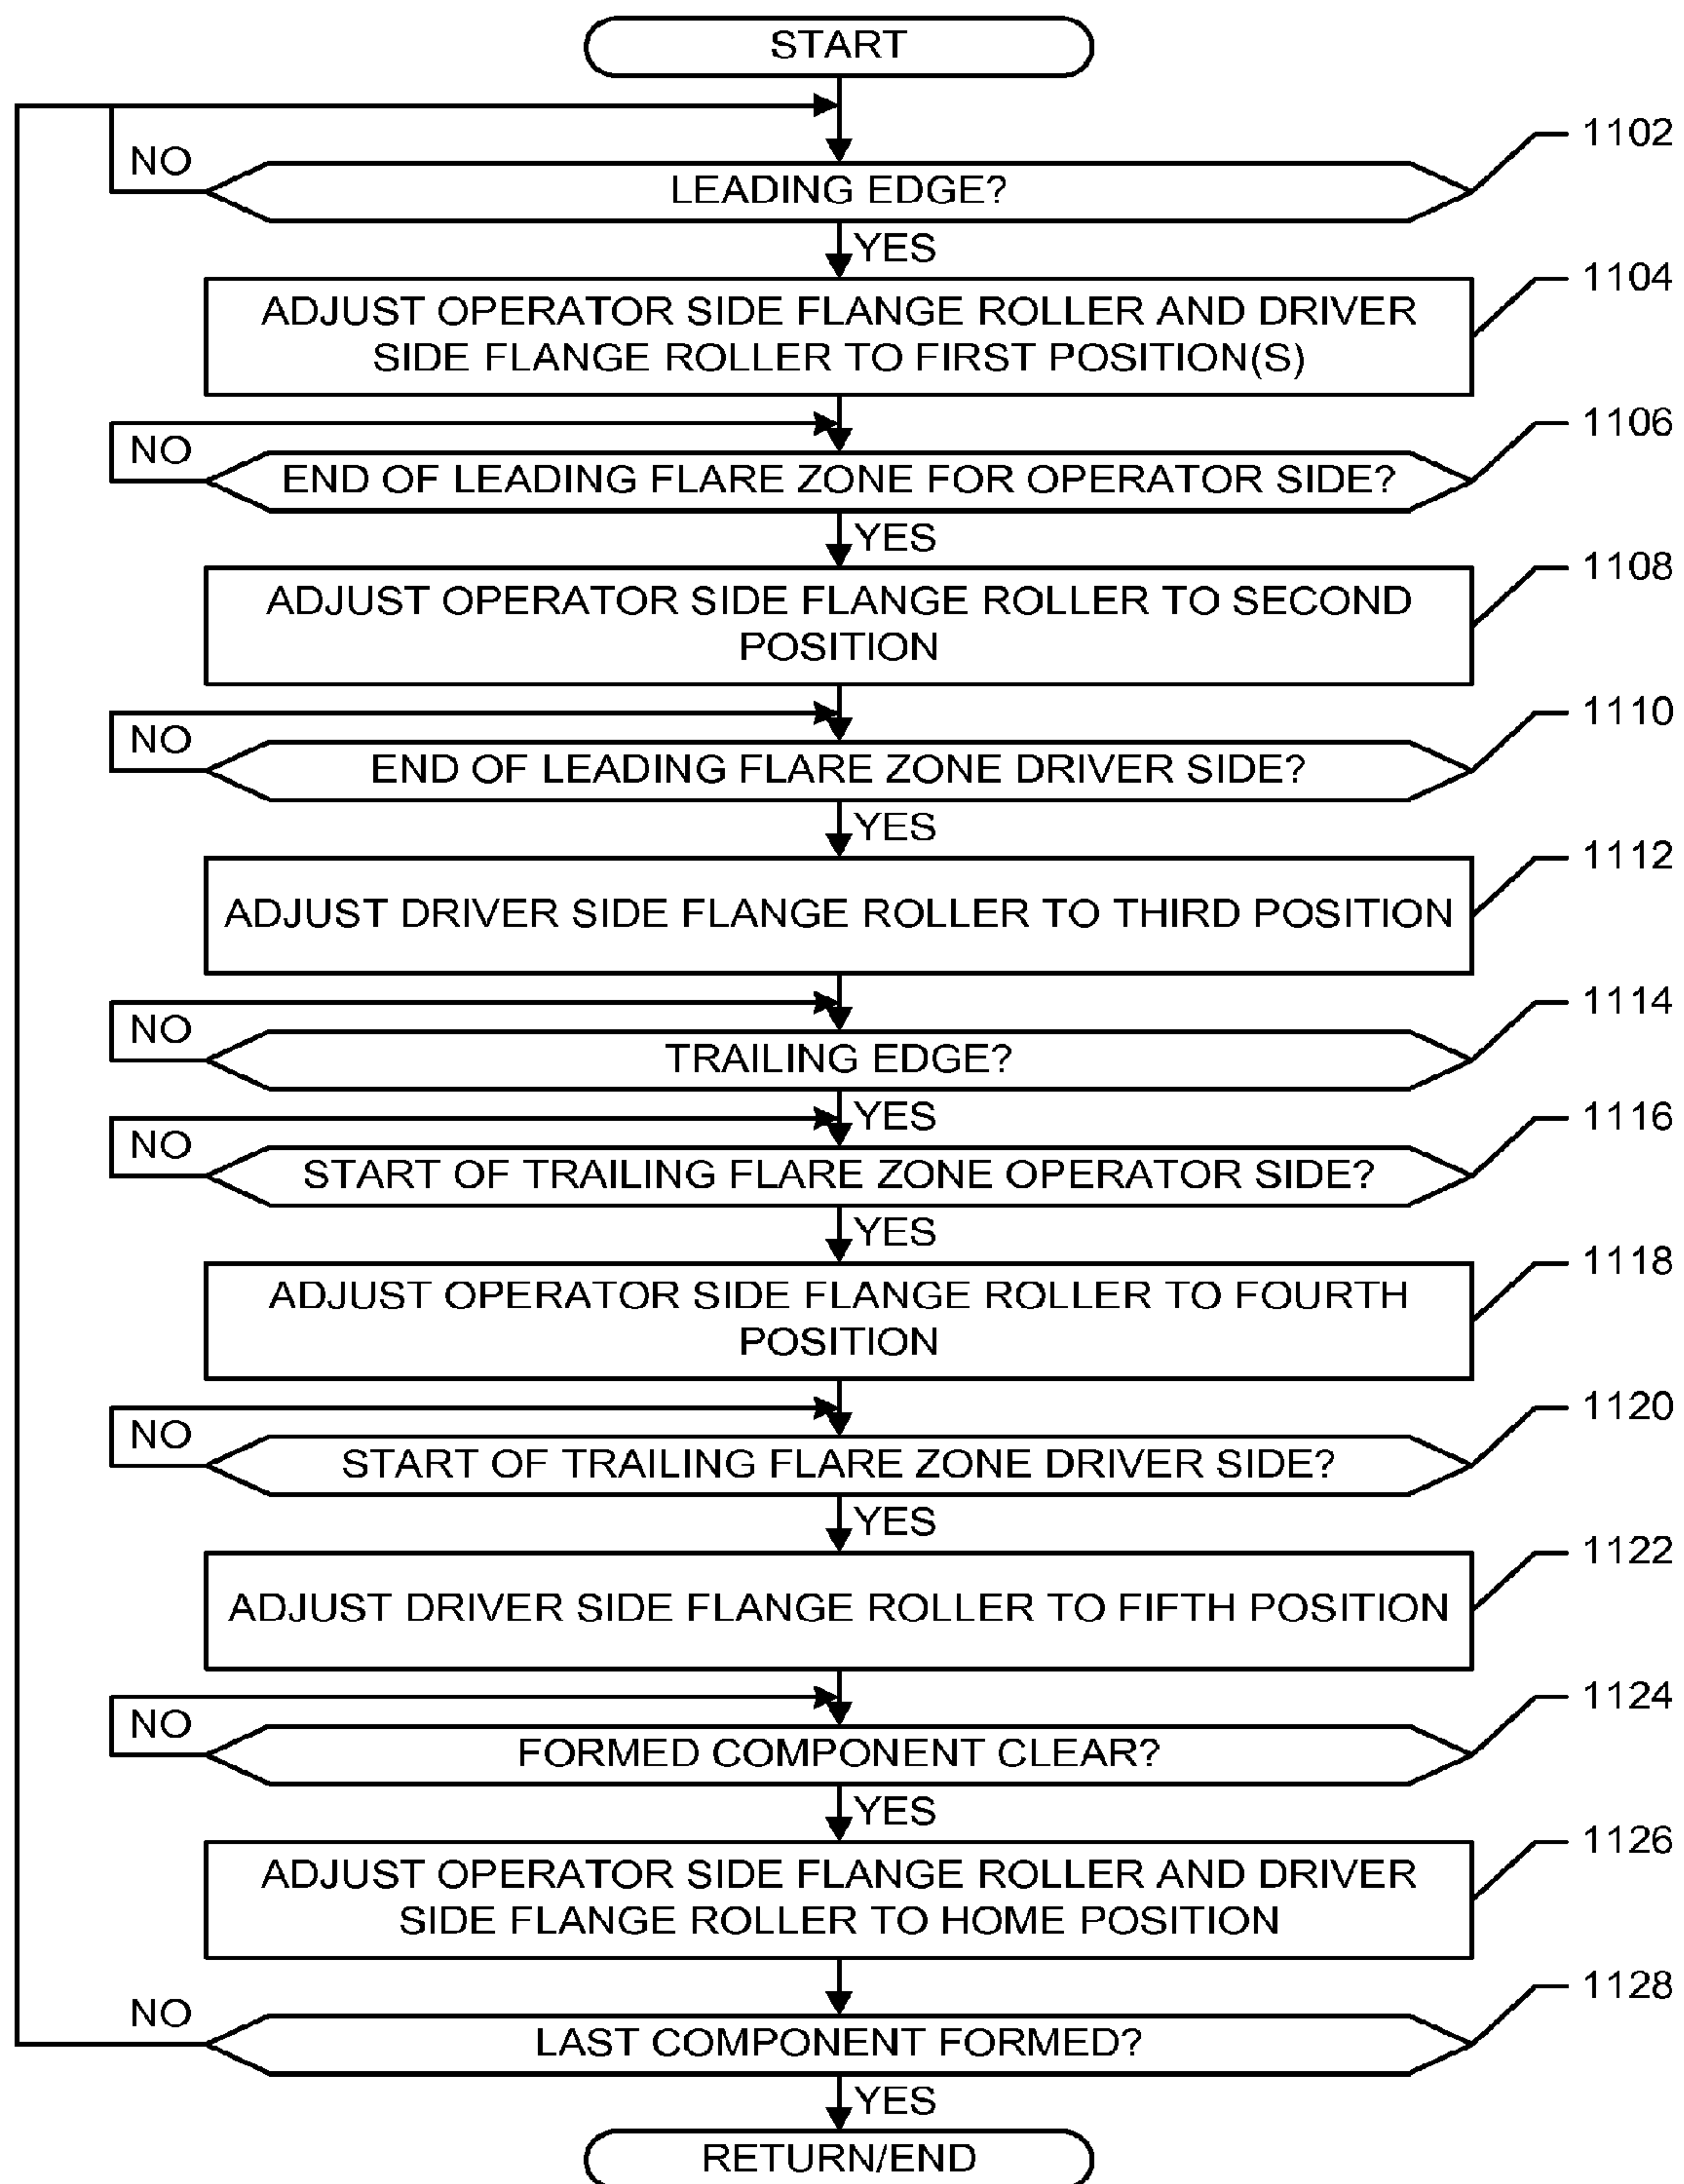 START
1102
NO
LEADING EDGE?
YES
1104
ADJUST OPERATOR SIDE FLANGE ROLLER AND DRIVER
SIDE FLANGE ROLLER TO FIRST POSITION(S)
1106
NO
END OF LEADING FLARE ZONE FOR OPERATOR SIDE?
YES
1108
ADJUST OPERATOR SIDE FLANGE ROLLER TO SECOND
POSITION
1110
NO
END OF LEADING FLARE ZONE DRIVER SIDE?
YES
1112
ADJUST DRIVER SIDE FLANGE ROLLER TO THIRD POSITION
1114
NO
TRAILING EDGE?
YES
1116
NO
START OF TRAILING FLARE ZONE OPERATOR SIDE?
YES
1118
ADJUST OPERATOR SIDE FLANGE ROLLER TO FOURTH
POSITION
1120
NO
START OF TRAILING FLARE ZONE DRIVER SIDE?
YES
1122
ADJUST DRIVER SIDE FLANGE ROLLER TO FIFTH POSITION
1124
NO
FORMED COMPONENT CLEAR?
YES
1126
ADJUST OPERATOR SIDE FLANGE ROLLER AND DRIVER
SIDE FLANGE ROLLER TO HOME POSITION
1128
NO
LAST COMPONENT FORMED?
YES
RETURN/END